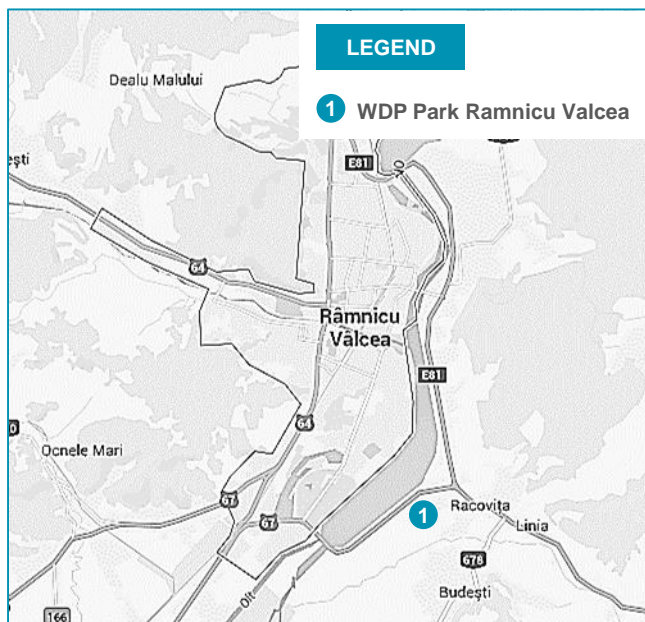 LEGEND
1 WDP Park Ramnicu Valcea
Dealu Malului
E81
64
Râmnicu
Vâlcea
E81
64
Ocnele Mari
67
67
1
Racovița
Linia
678
Budești
Olt
166